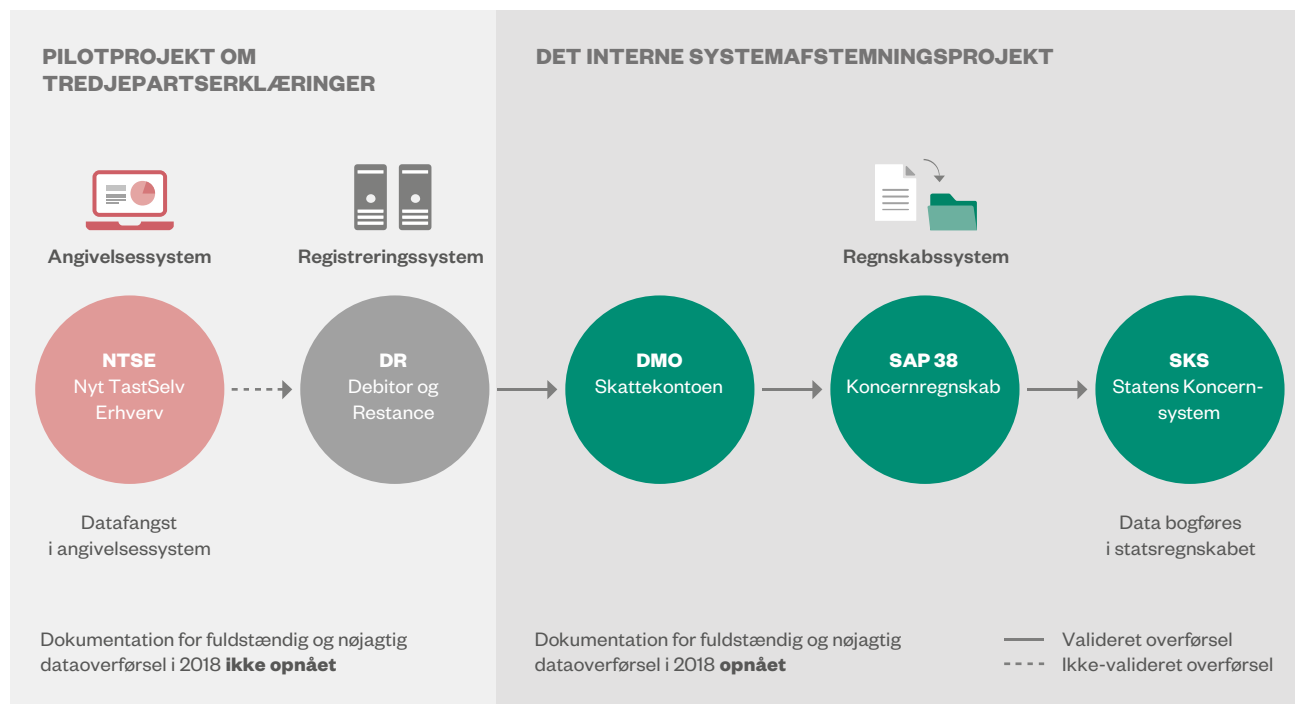 PILOTPROJEKT OM
TREDJEPARTSERKLÆRINGER
DET INTERNE SYSTEMAFSTEMNINGSPROJEKT
Angivelsessystem
Registreringssystem
Regnskabssystem
NTSE
Nyt TastSelv
Erhverv
DR
Debitor og
Restance
DMO
Skattekontoen
SAP 38
Koncernregnskab
SKS
Statens Koncern-
system
Datafangst
i angivelsessystem
Data bogføres
i statsregnskabet
Dokumentation for fuldstændig og nøjagtig
dataoverførsel i 2018 ikke opnået
Dokumentation for fuldstændig og nøjagtig
dataoverførsel i 2018 opnået
Valideret overførsel
Ikke-valideret overførsel